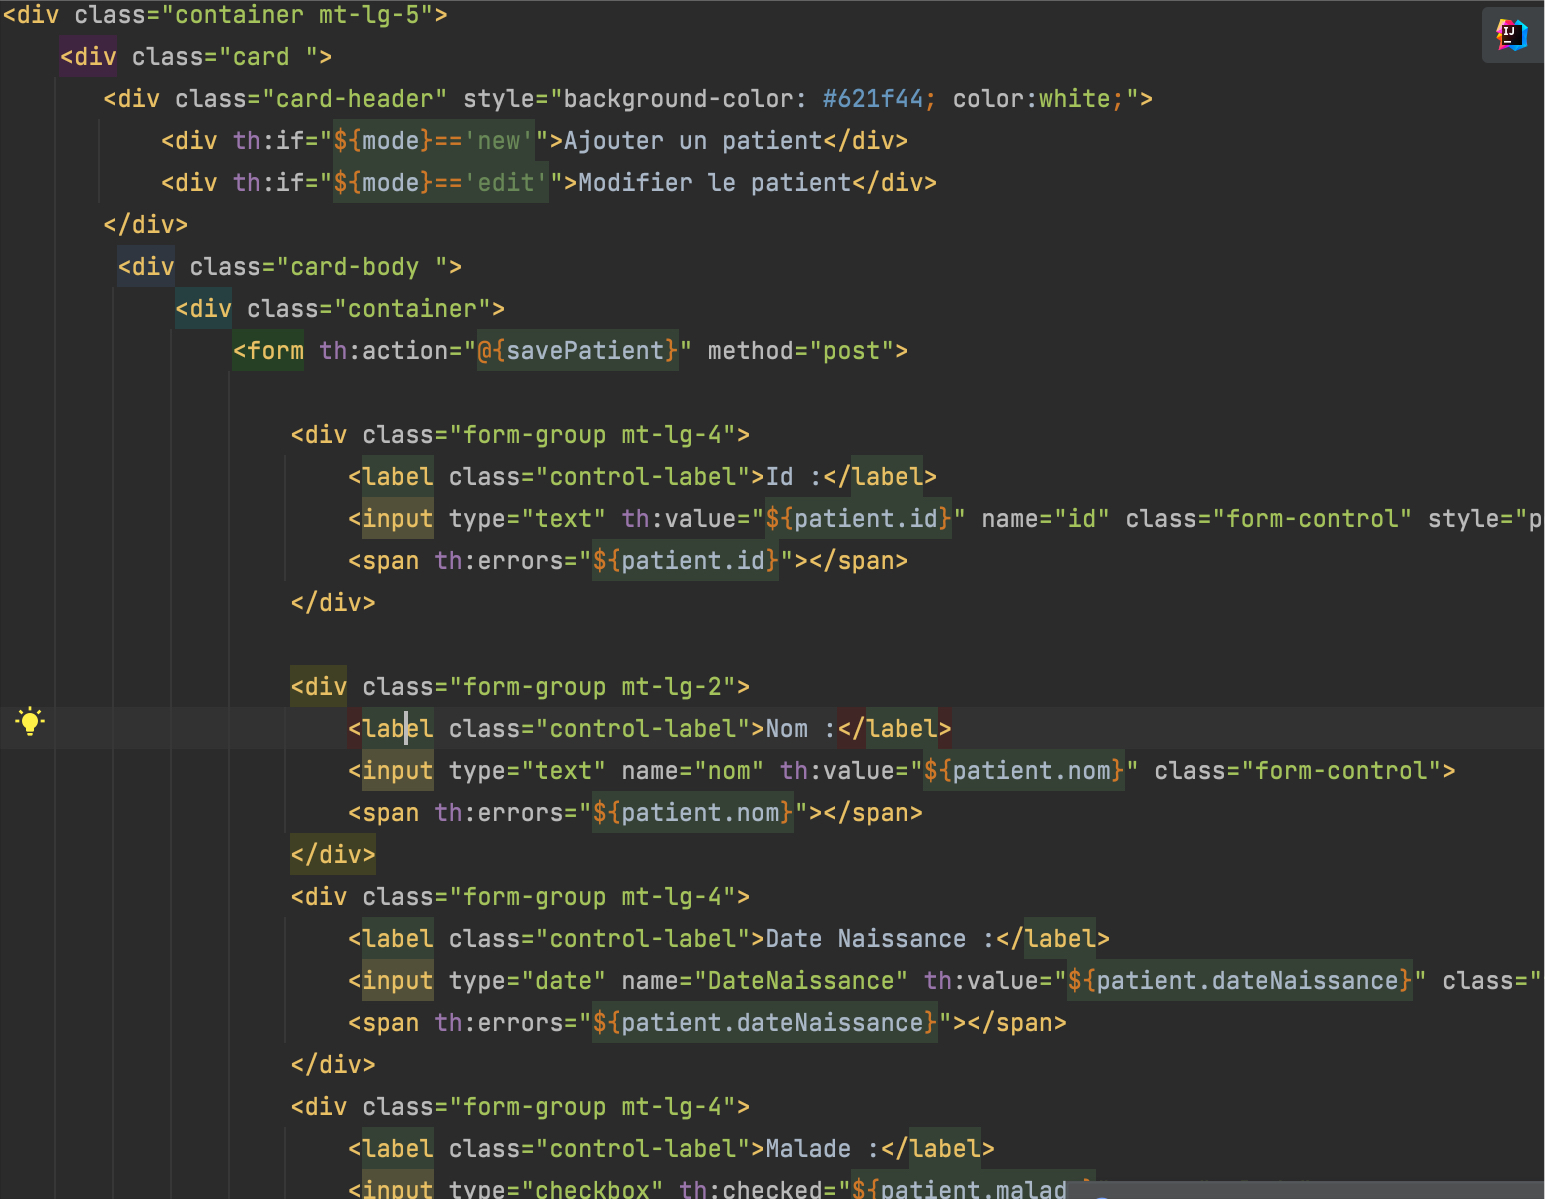 <div class="container mt-lg-5">
<div class="card ">
<div class="card-header" style="background-color: #621f44; color:white;">
<div th:if="${mode}=='new'">Ajouter un patient</div>
<div th:if="${mode}=='edit'">Modifier le patient</div>
</div>
<div class="card-body ">
<div class="container">
<form th:action="@{savePatient}" method="post">
<div class="form-group mt-lg-4">
<label class="control-label">Id :</label>
<input type="text" th:value="${patient.id}" name="id" class="form-control" style="p
<span th:errors="${patient.id}"></span>
</div>
<div class="form-group mt-lg-2">
<label class="control-label">Nom :</label>
<input type="text" name="nom" th:value="${patient.nom}" class="form-control">
<span th:errors="${patient.nom}"></span>
</div>
<div class="form-group mt-lg-4">
<label class="control-label">Date Naissance :</label>
<input type="date" name="DateNaissance" th:value="${patient.dateNaissance}" class="
<span th:errors="${patient.dateNaissance}"></span>
</div>
<div class="form-group mt-lg-4">
<label class="control-label">Malade :</label>
<input type="checkbox" th:checked="${patient.malad
IJ